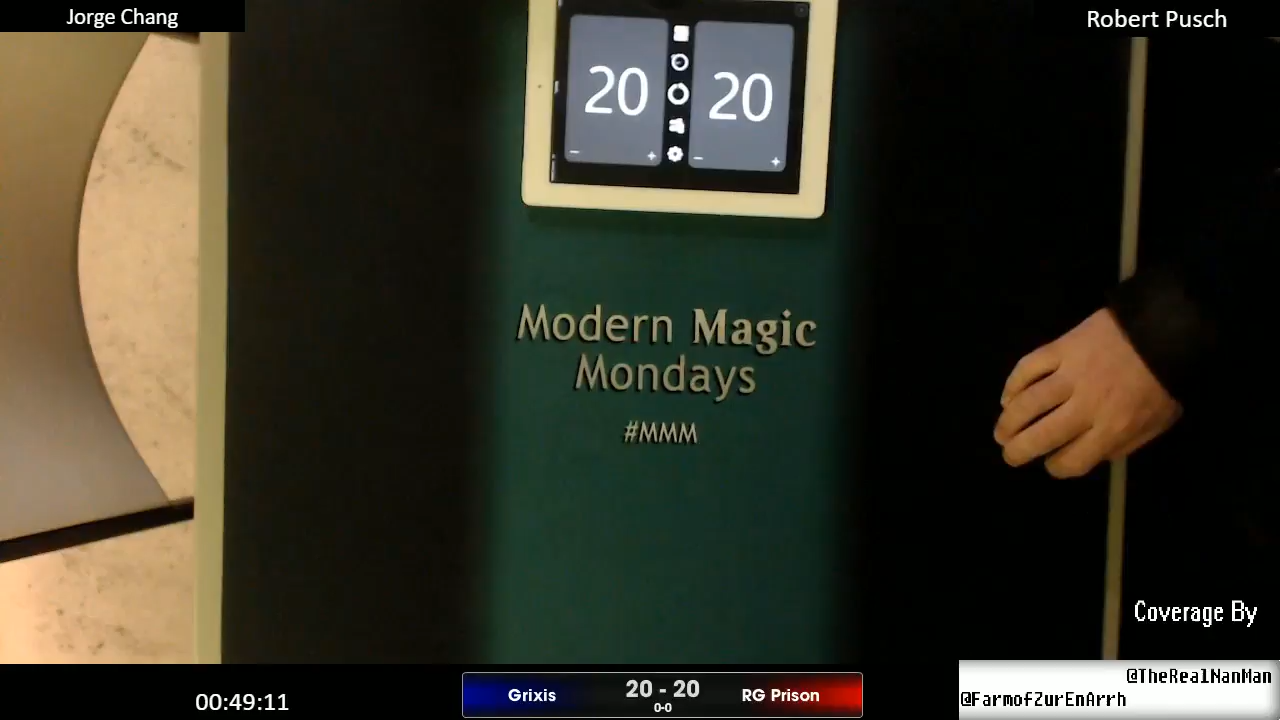 Jorge Chang
Robert Pusch
20
20
- +
- +
Modern Magic
Mondays
#MMM
Coverage By
@TheRealNanMan
@FarmofZurEnArrh
00:49:11
Grixis
20 - 20
0-0
RG Prison